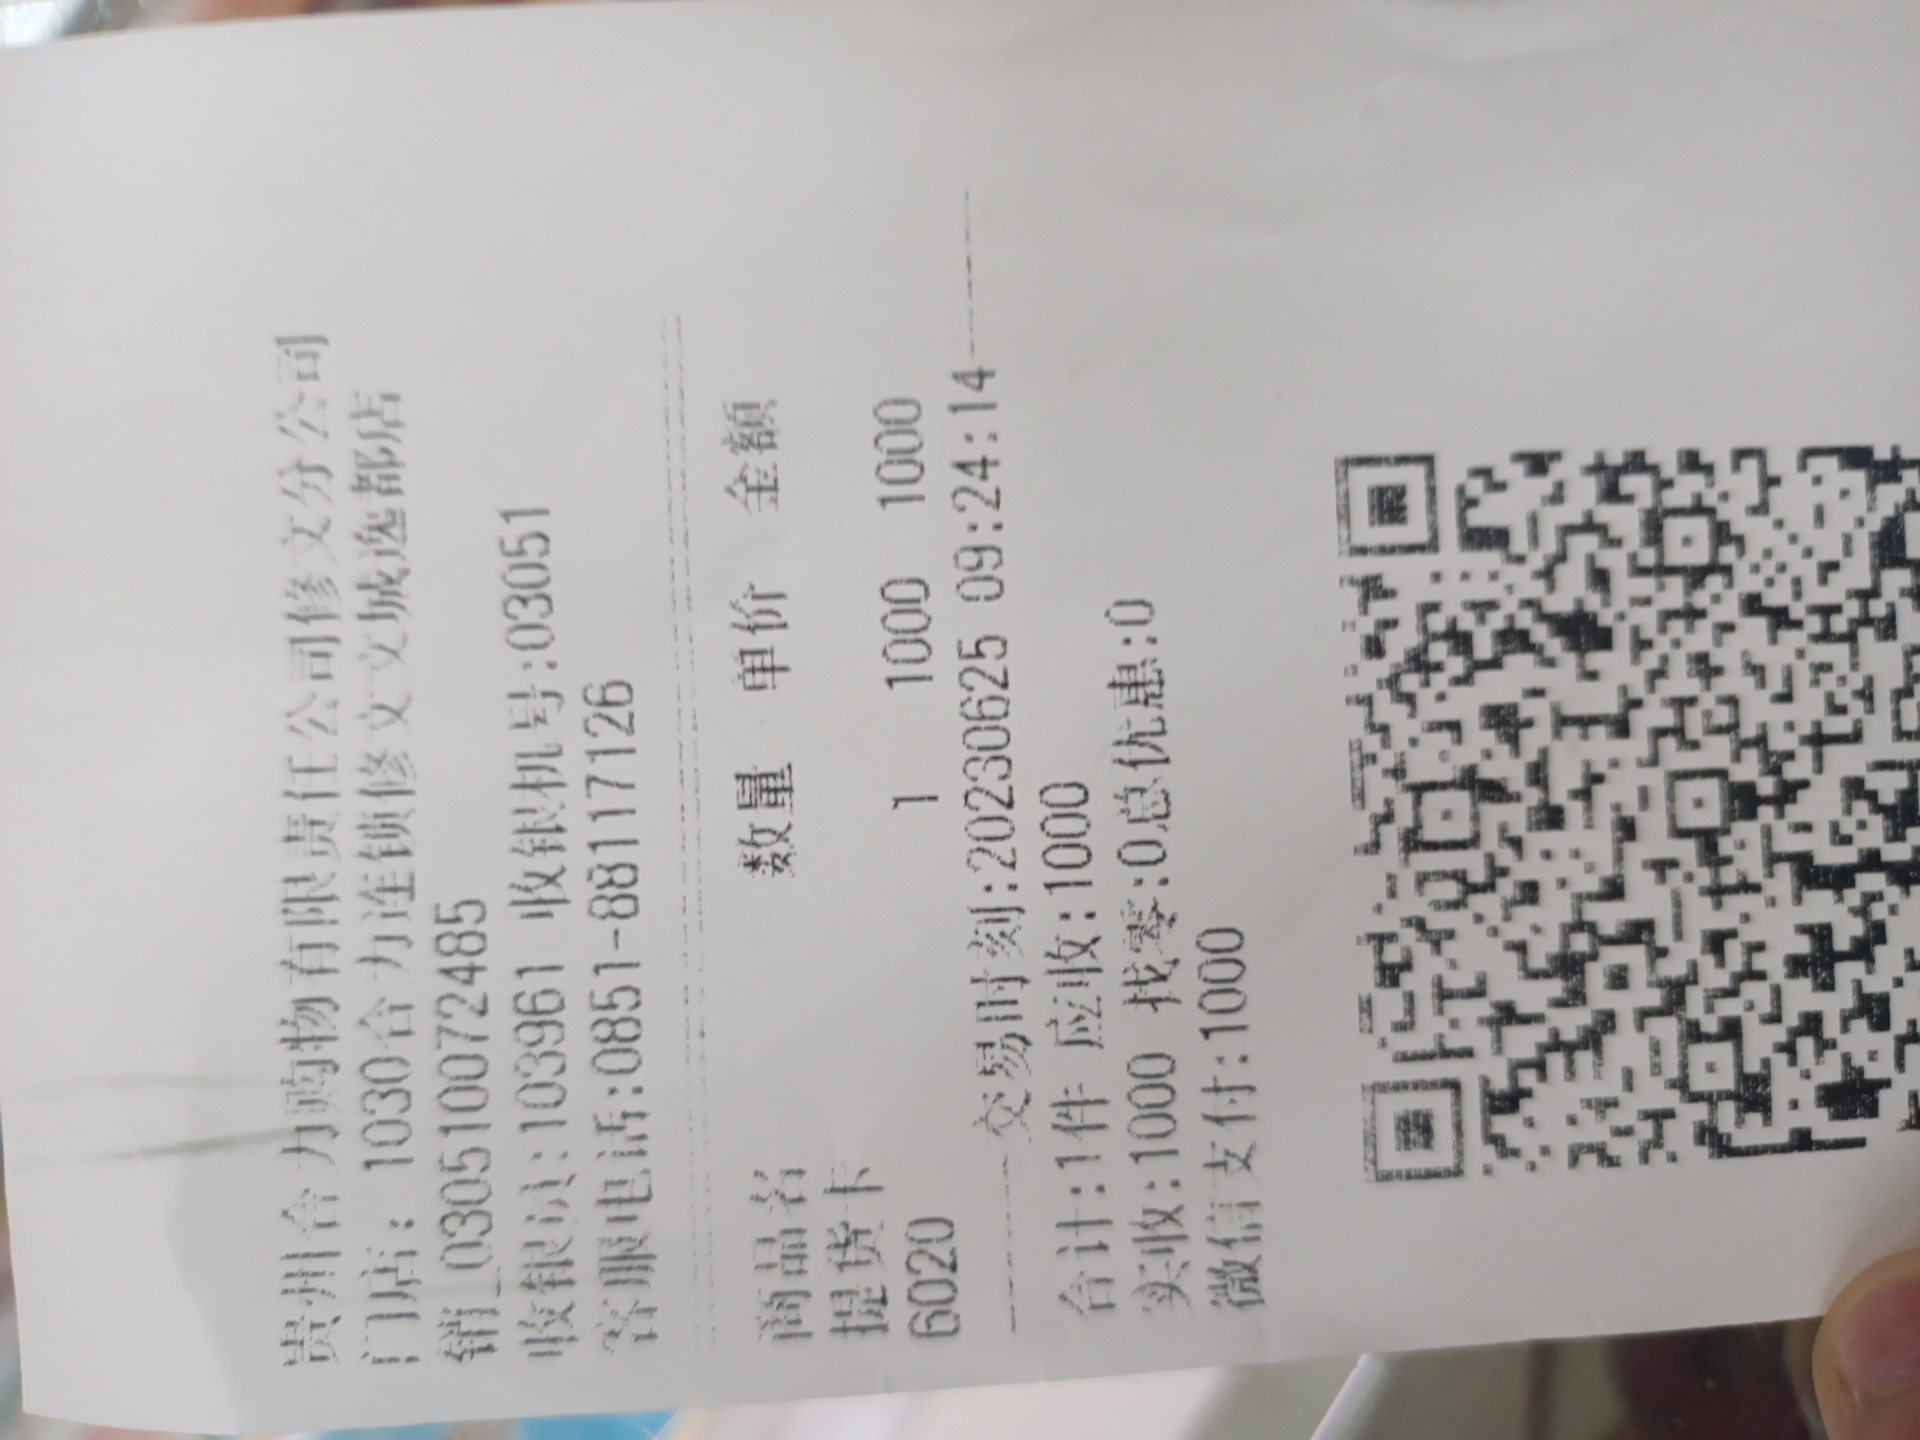 贵州合力购物有限责任公司修文分公司
门店: 1030合力连锁修文文城逸都店
销_030510072485
收银员:103961 收银机号:03051
客服电话:0851-88117126
商品名 数量 单价 金额
提货卡
6020 1 1000 1000
交易时刻:20230625 09:24:14
合计:1件 应收:1000
实收:1000 找零:0总优惠:0
微信支付:1000